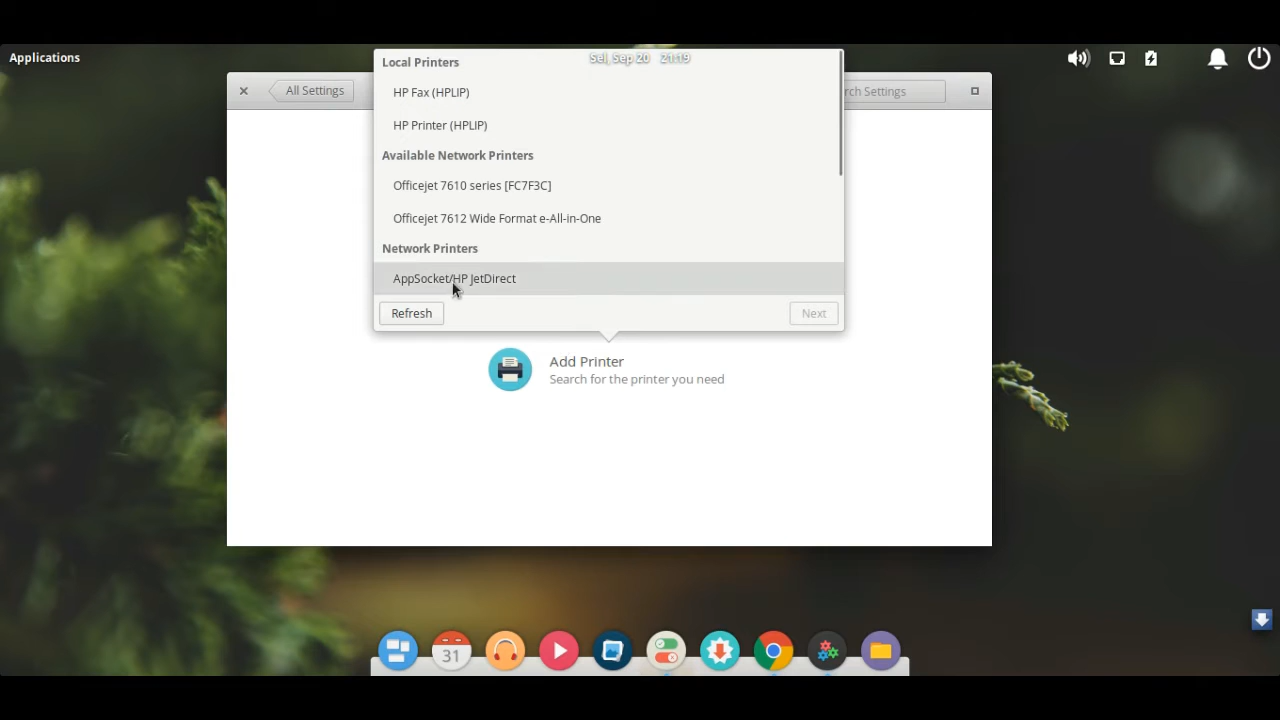 Applications
Sel, Sep 20 21:19
All Settings
rch Settings
Local Printers
HP Fax (HPLIP)
HP Printer (HPLIP)
Available Network Printers
Officejet 7610 series [FC7F3C]
Officejet 7612 Wide Format e-All-in-One
Network Printers
AppSocket/HP JetDirect
Refresh
Next
Add Printer
Search for the printer you need
31